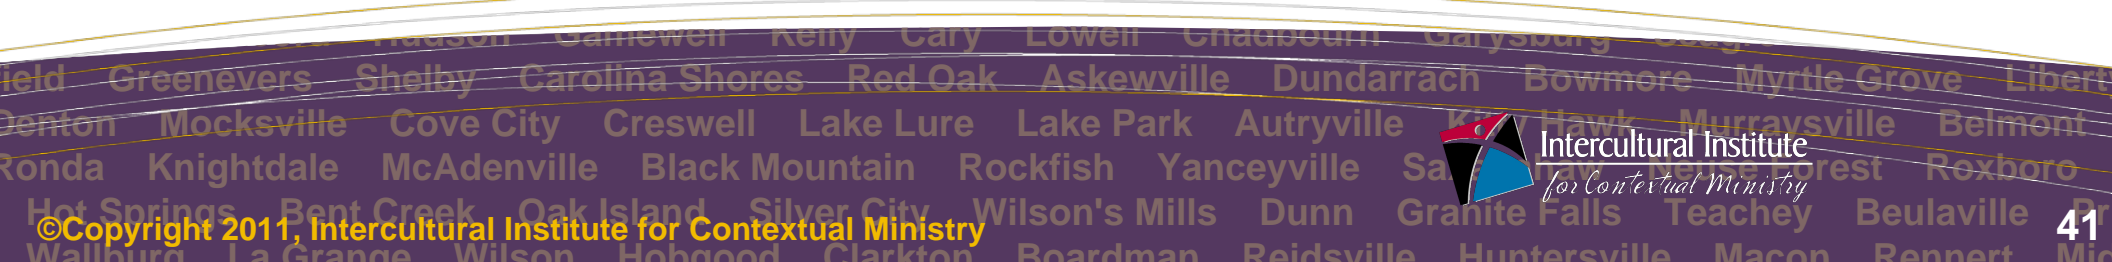 Hudson Gamewell Kelly Cary Lowell Chadbourn Garysburg
Greenevers Shelby Carolina Shores Red Oak Askewville Dundarrach Bowmore Myrtle Grove
Denton Mocksville Cove City Creswell Lake Lure Lake Park Autryville Hawk Murraysville Belmont
Intercultural Institute
for Contextual Ministry
Ronda Knightdale McAdenville Black Mountain Rockfish Yanceyville Roxboro
Hot Springs Bent Creek Oak Island Silver City Wilson's Mills Dunn Granite Falls Teachey Beulaville
©Copyright 2011, Intercultural Institute for Contextual Ministry
41
Wallburg La Grange Wilson Hobgood Clarkton Boardman Reidsville Huntersville Macon Rennert